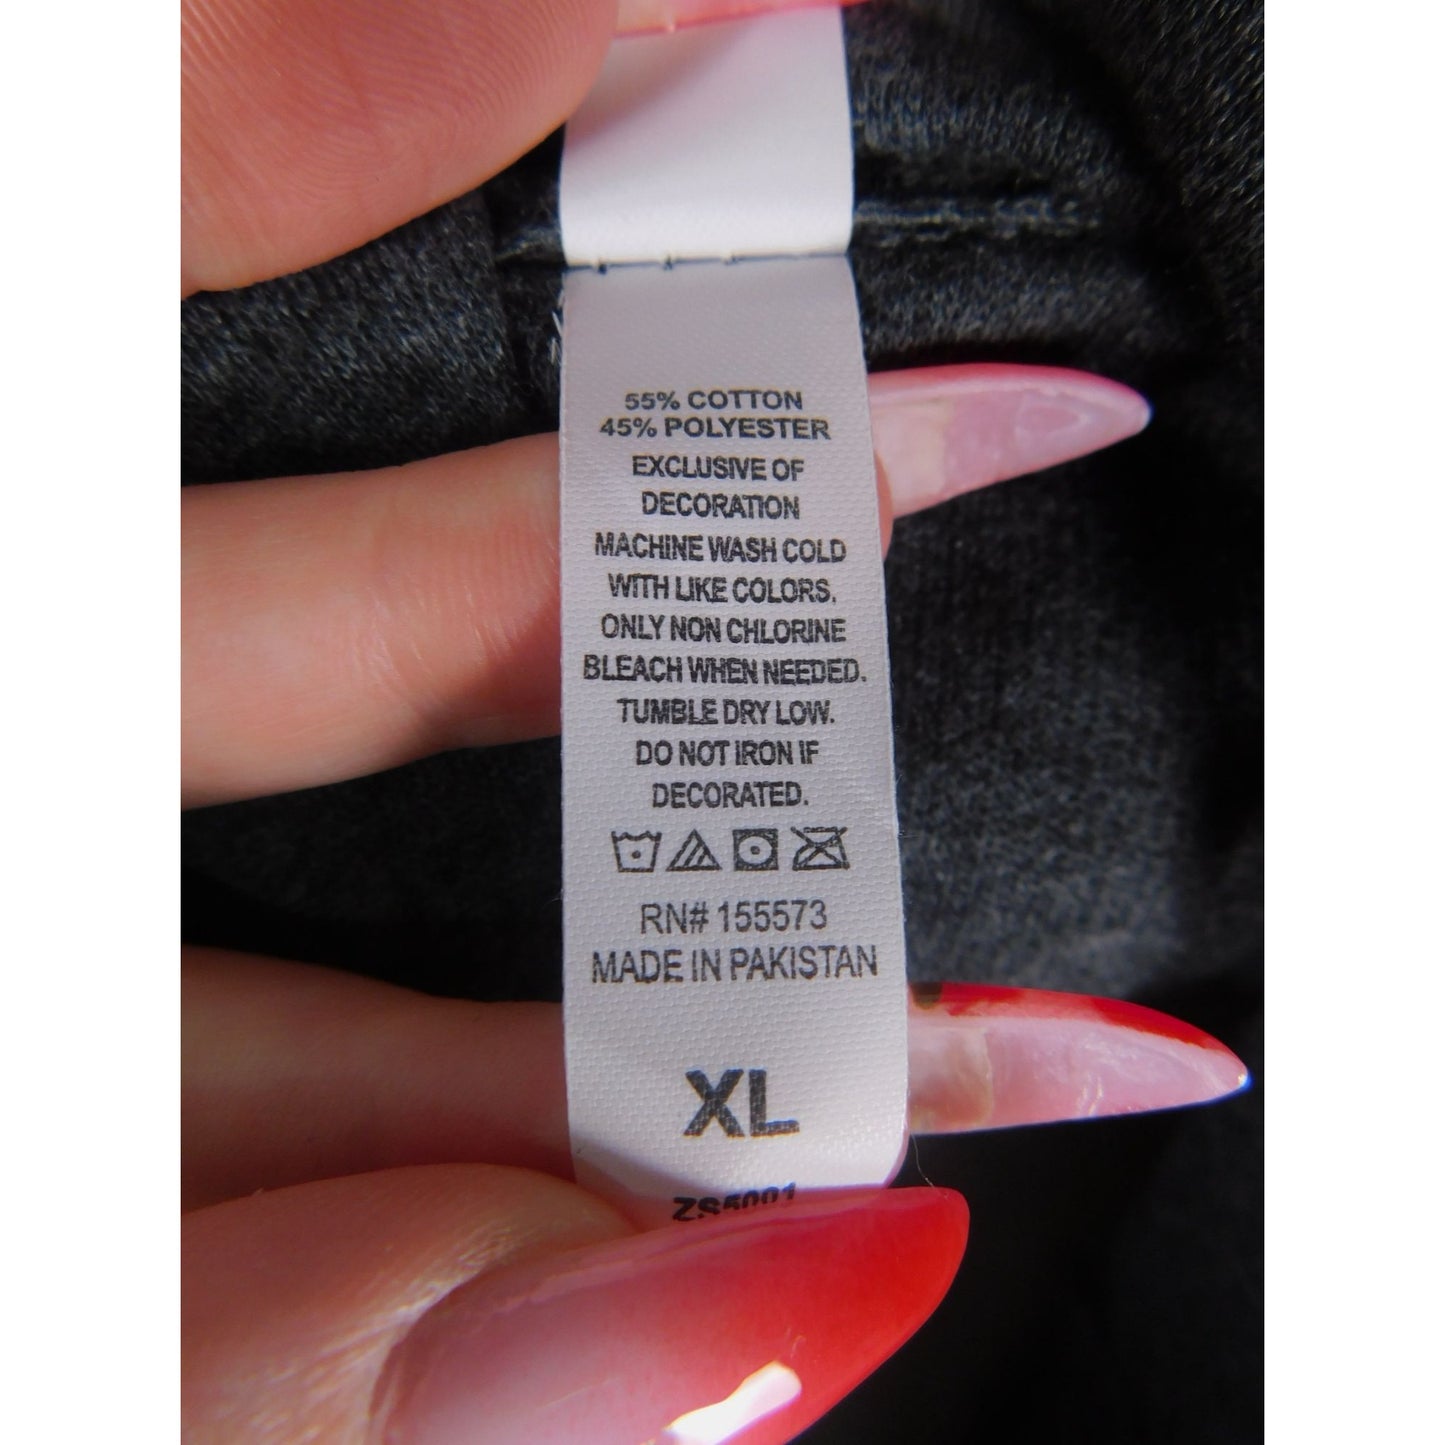 55% COTTON
45% POLYESTER
EXCLUSIVE OF
DECORATION
MACHINE WASH COLD
WITH LIKE COLORS.
ONLY NON CHLORINE
BLEACH WHEN NEEDED.
TUMBLE DRY LOW.
DO NOT IRON IF
DECORATED.
RN# 155573
MADE IN PAKISTAN
XL
ZS5001